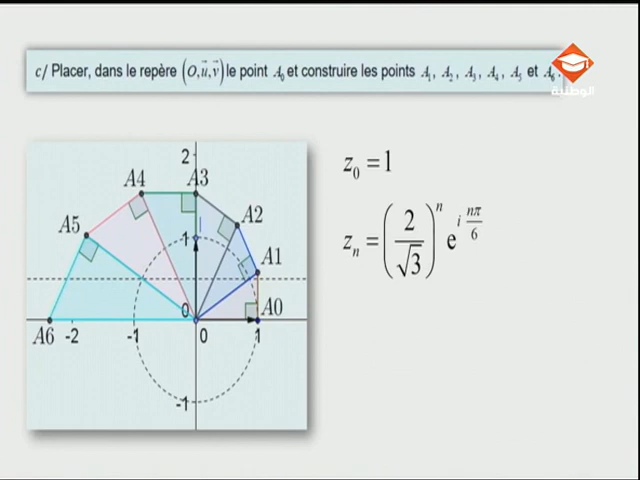 c/ Placer, dans le repère (O,u⃗,v⃗) le point A₀ et construire les points A₁, A₂, A₃, A₄, A₅ et A₆.
الوطنية
2
A4
A3
A5
A2
1
A1
0
A0
A6
-2
-1
0
1
-1
z₀ = 1
zₙ = (2/√3)ⁿ e^(i nπ/6)